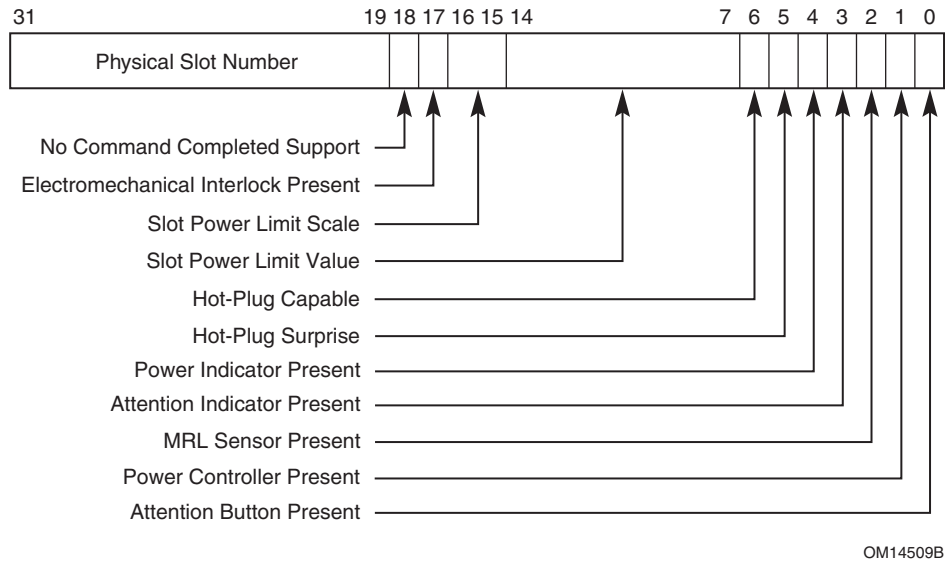 31 19 18 17 16 15 14 7 6 5 4 3 2 1 0
Physical Slot Number
No Command Completed Support
Electromechanical Interlock Present
Slot Power Limit Scale
Slot Power Limit Value
Hot-Plug Capable
Hot-Plug Surprise
Power Indicator Present
Attention Indicator Present
MRL Sensor Present
Power Controller Present
Attention Button Present
OM14509B